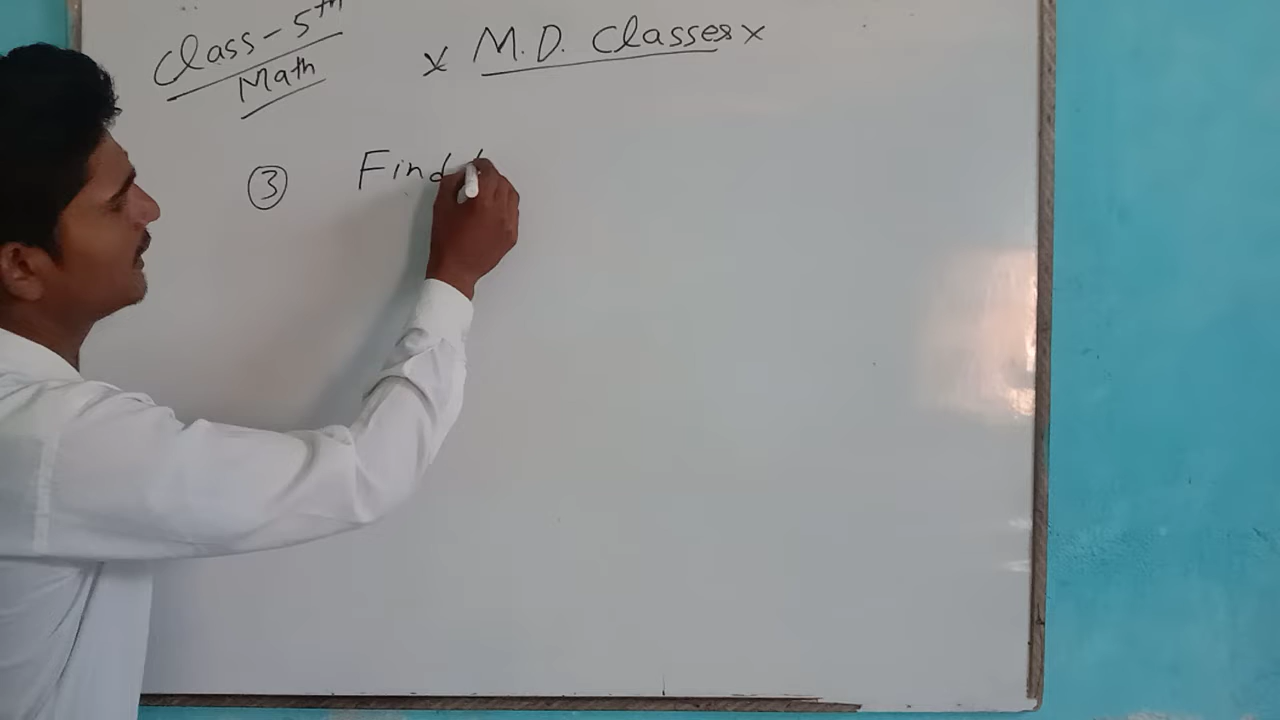 Class - 5th
Math
x M.D. Classes x
③ Find